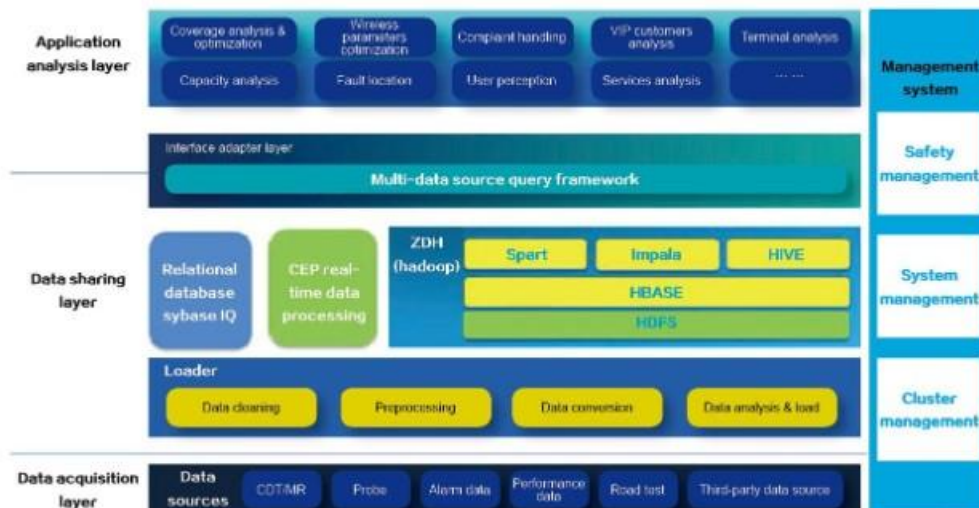 Application
analysis layer
Coverage analysis &
optimization
Wireless
parameters
optimization
Complaint handling
VIP customers
analysis
Terminal analysis
Capacity analysis
Fault location
User perception
Services analysis
... ...
Management
system
Safety
management
System
management
Cluster
management
Interface adapter layer
Multi-data source query framework
Data sharing
layer
Relational
database
sybase IQ
CEP real-
time data
processing
ZDH
(hadoop)
Spart
Impala
HIVE
HBASE
HDFS
Loader
Data cleaning
Preprocessing
Data conversion
Data analysis & load
Data acquisition
layer
Data
sources
CDT/MR
Probe
Alarm data
Performance
data
Road test
Third-party data source